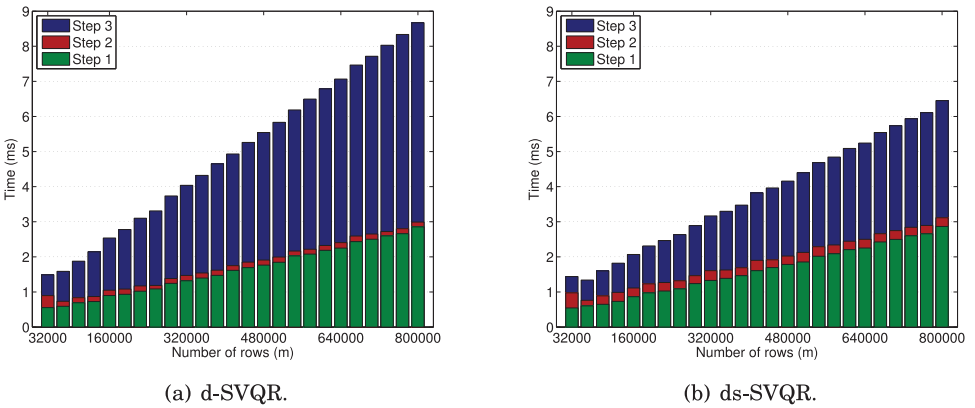 9
8
7
6
5
4
3
2
1
0
Time (ms)
Step 3
Step 2
Step 1
32000 160000 320000 480000 640000 800000
Number of rows (m)
(a) d-SVQR.
9
8
7
6
5
4
3
2
1
0
Time (ms)
Step 3
Step 2
Step 1
32000 160000 320000 480000 640000 800000
Number of rows (m)
(b) ds-SVQR.